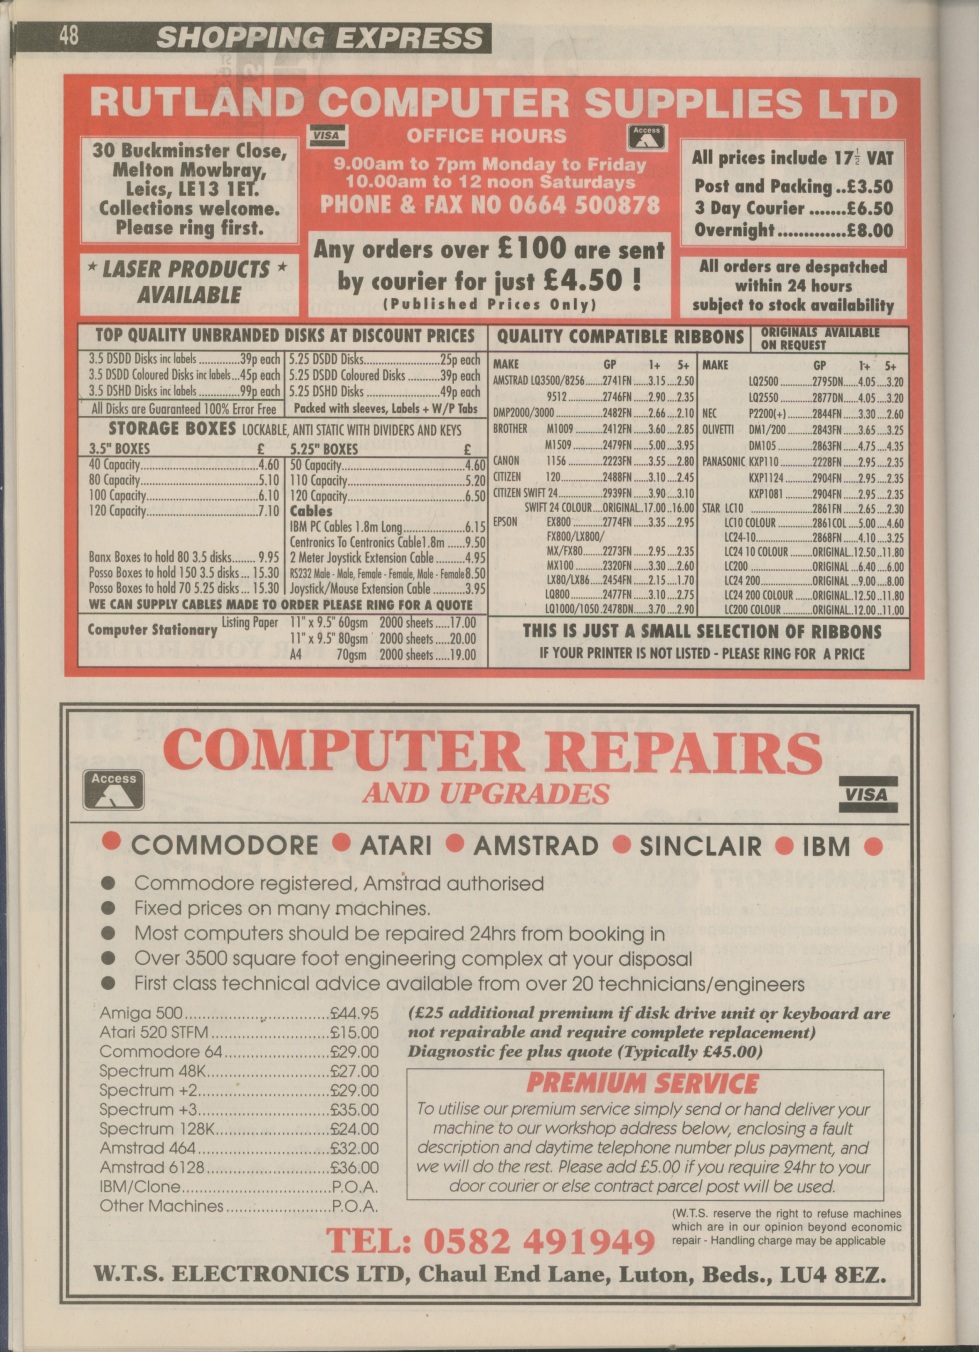 48 SHOPPING EXPRESS
RUTLAND COMPUTER SUPPLIES LTD
30 Buckminster Close,
Melton Mowbray,
Leics, LE13 1ET.
Collections welcome.
Please ring first.
VISA
OFFICE HOURS
Access
9.00am to 7pm Monday to Friday
10.00am to 12 noon Saturdays
PHONE & FAX NO 0664 500878
All prices include 17½ VAT
Post and Packing ..£3.50
3 Day Courier .......£6.50
Overnight.............£8.00
* LASER PRODUCTS *
AVAILABLE
Any orders over £100 are sent
by courier for just £4.50 !
(Published Prices Only)
All orders are despatched
within 24 hours
subject to stock availability
TOP QUALITY UNBRANDED DISKS AT DISCOUNT PRICES
3.5 DSDD Disks inc labels .............39p each
3.5 DSDD Coloured Disks inc labels...45p each
3.5 DSHD Disks inc labels .............99p each
All Disks are Guaranteed 100% Error Free
5.25 DSDD Disks.......................25p each
5.25 DSDD Coloured Disks ..........39p each
5.25 DSHD Disks .....................49p each
Packed with sleeves, Labels + W/P Tabs
STORAGE BOXES LOCKABLE, ANTI STATIC WITH DIVIDERS AND KEYS
3.5" BOXES £
40 Capacity...................................4.60
80 Capacity...................................5.10
100 Capacity.................................6.10
120 Capacity.................................7.10
Banx Boxes to hold 80 3.5 disks....... 9.95
Posso Boxes to hold 150 3.5 disks ... 15.30
Posso Boxes to hold 70 5.25 disks ... 15.30
5.25" BOXES £
50 Capacity...................................4.60
110 Capacity.................................5.20
120 Capacity.................................6.50
Cables
IBM PC Cables 1.8m Long................6.15
Centronics To Centronics Cable1.8m .....9.50
2 Meter Joystick Extension Cable .........4.95
RS232 Male - Male, Female - Female, Male - Female8.50
Joystick/Mouse Extension Cable ..........3.95
WE CAN SUPPLY CABLES MADE TO ORDER PLEASE RING FOR A QUOTE
Computer Stationary Listing Paper 11" x 9.5" 60gsm 2000 sheets.....17.00
11" x 9.5" 80gsm 2000 sheets.....20.00
A4 70gsm 2000 sheets.....19.00
QUALITY COMPATIBLE RIBBONS
ORIGINALS AVAILABLE
ON REQUEST
MAKE GP 1+ 5+
AMSTRAD LQ3500/8256......2741FN......3.15...2.50
9512 ............2746FN.....2.90...2.35
DMP2000/3000 ..............2482FN.....2.66...2.10
BROTHER M1009 .........2412FN.....3.60...2.85
M1509 .........2479FN.....5.00...3.95
CANON 1156 ...........2223FN.....3.55...2.80
CITIZEN 120.............2488FN.....3.10...2.45
CITIZEN SWIFT 24.............2939FN.....3.90....3.10
SWIFT 24 COLOUR....ORIGINAL..17.00..16.00
EPSON EX800 ........2774FN.....3.35...2.95
FX800/LX800/
MX/FX80......2273FN.....2.95...2.35
MX100 .........2320FN.....3.30...2.60
LX80/LX86 ....2454FN.....2.15....1.70
LQ800 .........2477FN.....3.10...2.75
LQ1000/1050.2478DN....3.70...2.90
MAKE GP 1+ 5+
LQ2500 ...........2795DN.....4.05...3.20
LQ2550 ...........2877DN.....4.05...3.20
NEC P2200(+) ........2844FN.....3.30...2.60
OLIVETTI DM1/200 .........2843FN.....3.65...3.25
DM105 ............2863FN.....4.75...4.35
PANASONIC KXP110 ...........2228FN.....2.95...2.35
KXP1124 .........2904FN.....2.95...2.35
KXP1081 .........2904FN.....2.95...2.35
STAR LC10 ........................2861FN......2.65...2.30
LC10 COLOUR .........2861COL....5.00...4.60
LC24-10..................2868FN.....4.10...3.25
LC24 10 COLOUR ......ORIGINAL..12.50..11.80
LC200 ....................ORIGINAL ...6.40...6.00
LC24 200.................ORIGINAL ...9.00...8.00
LC24 200 COLOUR ....ORIGINAL..12.50..11.80
LC200 COLOUR .........ORIGINAL..12.00..11.00
THIS IS JUST A SMALL SELECTION OF RIBBONS
IF YOUR PRINTER IS NOT LISTED - PLEASE RING FOR A PRICE
COMPUTER REPAIRS
Access
AND UPGRADES
VISA
● COMMODORE ● ATARI ● AMSTRAD ● SINCLAIR ● IBM ●
● Commodore registered, Amstrad authorised
● Fixed prices on many machines.
● Most computers should be repaired 24hrs from booking in
● Over 3500 square foot engineering complex at your disposal
● First class technical advice available from over 20 technicians/engineers
Amiga 500................................£44.95
Atari 520 STFM..........................£15.00
Commodore 64........................£29.00
Spectrum 48K............................£27.00
Spectrum +2..............................£29.00
Spectrum +3..............................£35.00
Spectrum 128K..........................£24.00
Amstrad 464..............................£32.00
Amstrad 6128............................£36.00
IBM/Clone................................P.O.A.
Other Machines........................P.O.A.
(£25 additional premium if disk drive unit or keyboard are
not repairable and require complete replacement)
Diagnostic fee plus quote (Typically £45.00)
PREMIUM SERVICE
To utilise our premium service simply send or hand deliver your
machine to our workshop address below, enclosing a fault
description and daytime telephone number plus payment, and
we will do the rest. Please add £5.00 if you require 24hr to your
door courier or else contract parcel post will be used.
(W.T.S. reserve the right to refuse machines
which are in our opinion beyond economic
repair - Handling charge may be applicable
TEL: 0582 491949
W.T.S. ELECTRONICS LTD, Chaul End Lane, Luton, Beds., LU4 8EZ.